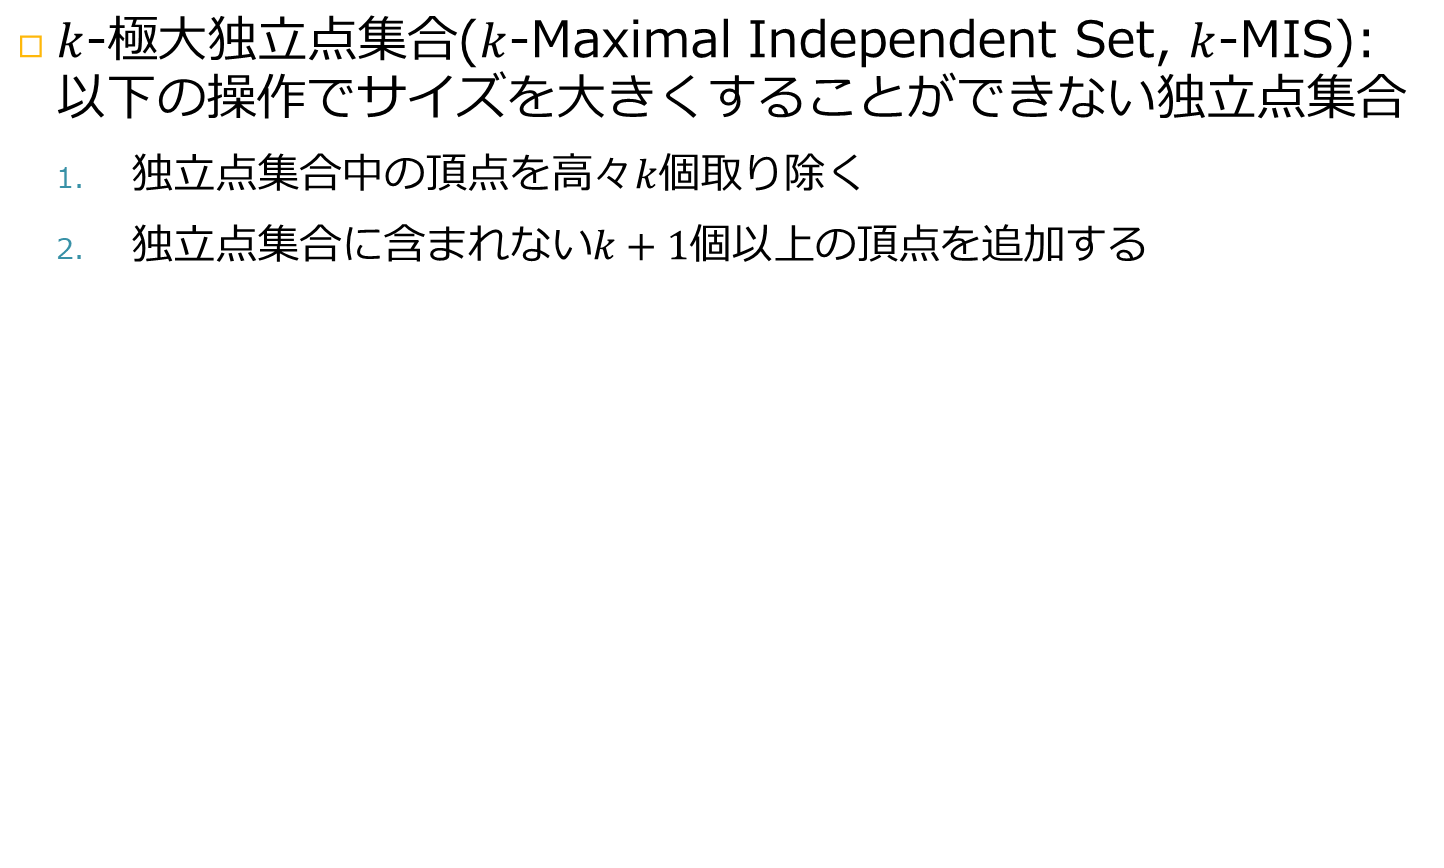 k-極大独立点集合(k-Maximal Independent Set, k-MIS):
以下の操作でサイズを大きくすることができない独立点集合
1. 独立点集合中の頂点を高々k個取り除く
2. 独立点集合に含まれないk + 1個以上の頂点を追加する